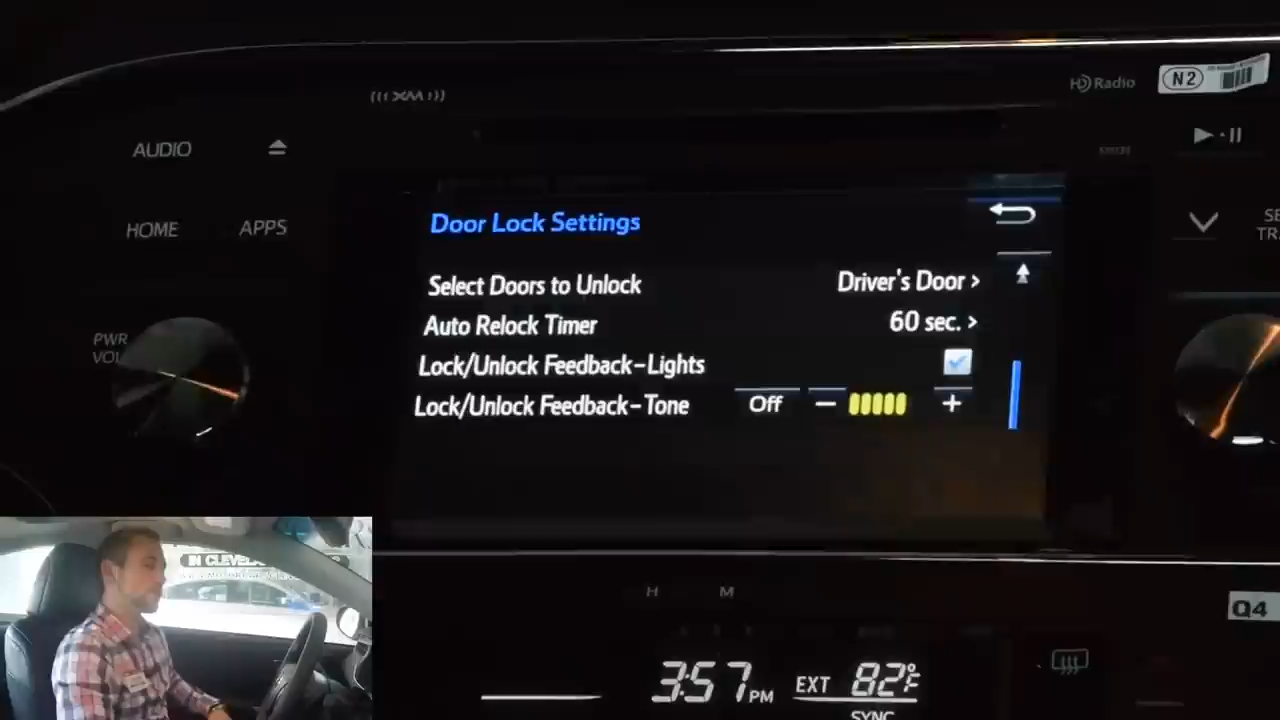 ((( XM )))
HD Radio
N2
AUDIO
HOME
APPS
PWR
VOL
SE
TR
Door Lock Settings
Select Doors to Unlock
Driver's Door >
Auto Relock Timer
60 sec. >
Lock/Unlock Feedback-Lights
Lock/Unlock Feedback-Tone
Off
-
+
IN CLEVEL
H
M
Q4
3:57 PM
EXT 82°F
SYNC